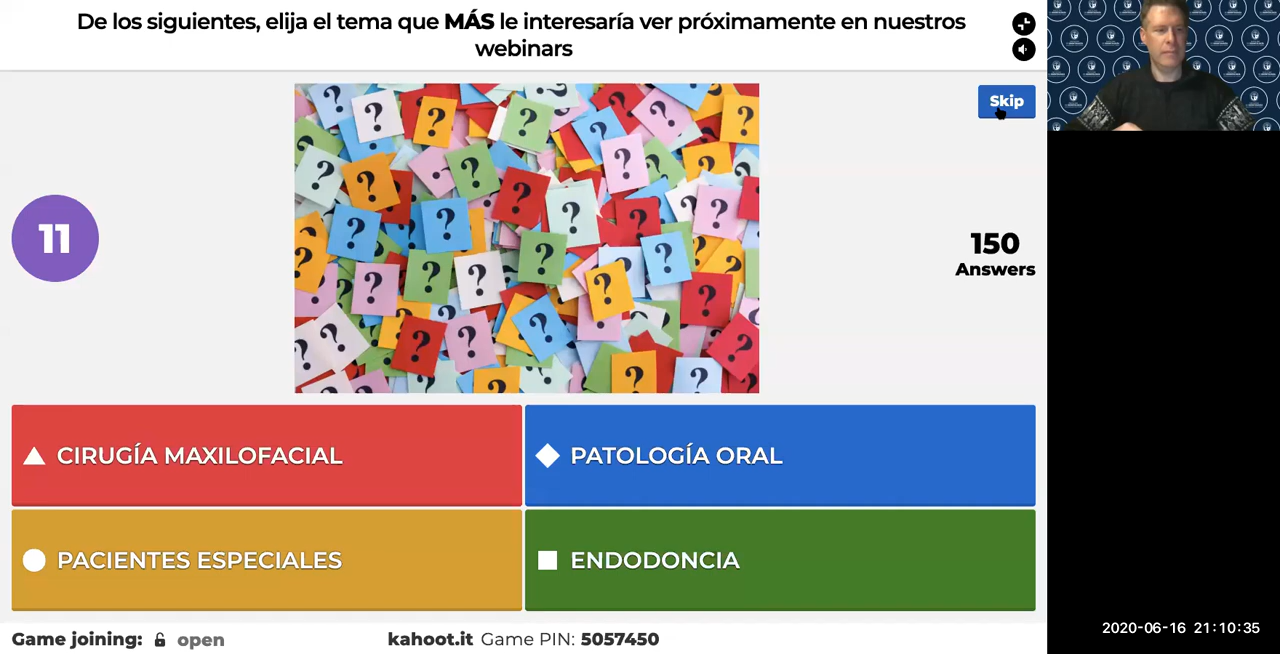 De los siguientes, elija el tema que MÁS le interesaría ver próximamente en nuestros
webinars
Skip
11
150
Answers
CIRUGÍA MAXILOFACIAL
PATOLOGÍA ORAL
PACIENTES ESPECIALES
ENDODONCIA
Game joining: open
kahoot.it Game PIN: 5057450
2020-06-16 21:10:35